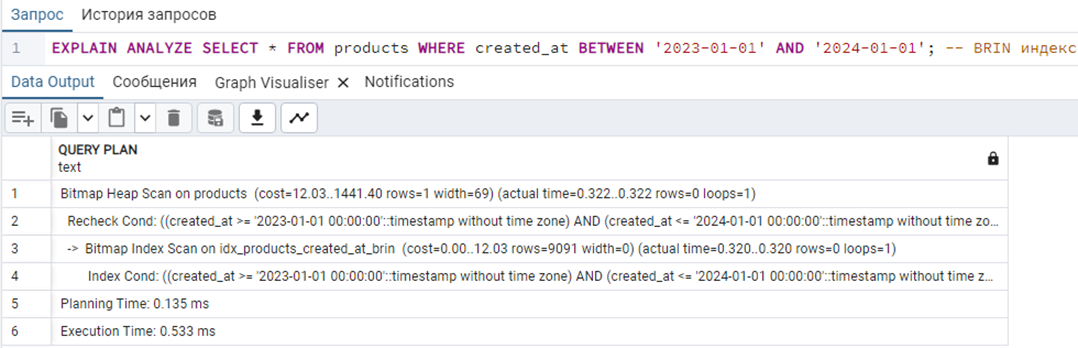 Запрос История запросов
1 EXPLAIN ANALYZE SELECT * FROM products WHERE created_at BETWEEN '2023-01-01' AND '2024-01-01'; -- BRIN индекс
Data Output Сообщения Graph Visualiser × Notifications
QUERY PLAN
text
1 Bitmap Heap Scan on products (cost=12.03..1441.40 rows=1 width=69) (actual time=0.322..0.322 rows=0 loops=1)
2 Recheck Cond: ((created_at >= '2023-01-01 00:00:00'::timestamp without time zone) AND (created_at <= '2024-01-01 00:00:00'::timestamp without time zo...
3 -> Bitmap Index Scan on idx_products_created_at_brin (cost=0.00..12.03 rows=9091 width=0) (actual time=0.320..0.320 rows=0 loops=1)
4 Index Cond: ((created_at >= '2023-01-01 00:00:00'::timestamp without time zone) AND (created_at <= '2024-01-01 00:00:00'::timestamp without time z...
5 Planning Time: 0.135 ms
6 Execution Time: 0.533 ms